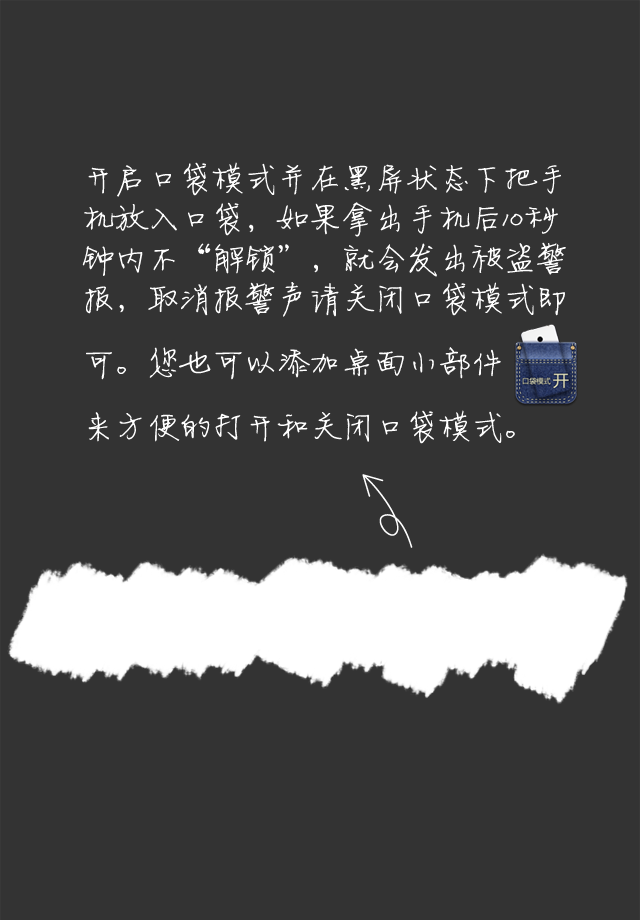 开启口袋模式并在黑屏状态下把手
机放入口袋，如果拿出手机后10秒
钟内不“解锁”，就会发出被盗警
报，取消报警声请关闭口袋模式即
可。您也可以添加桌面小部件
口袋模式 开
来方便的打开和关闭口袋模式。